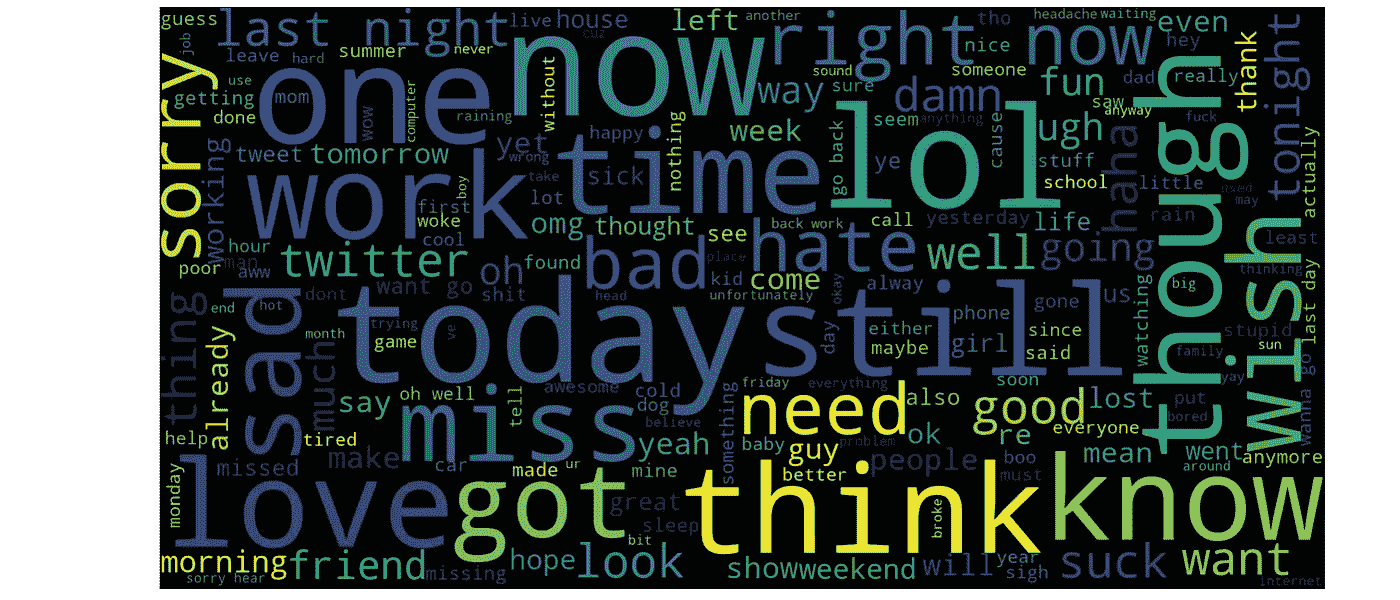 guess
last night
live
house
cuz
left
another
right
tho
nice
headache
waiting
now
even
hey
tonight
job
leave
hard
summer
never
now
sound
sure
someone
fun
dad
really
thank
sorry
use
getting
done
mom
one
wow
computer
raining
without
way
damn
saw
anyway
fuck
though
working
tweet
tomorrow
yet
wrong
happy
nothing
week
seem
anything
cause
ugh
haha
actually
work
first
boy
take
time
sick
go back
lol
ye
stuff
school
little
used
may
woke
cool
lot
omg
thought
see
back work
call
yesterday
life
rain
wish
least
hour
man
poor
aww
twitter
oh
found
bad
place
kid
hate
come
well
going
thinking
thing
dont
want go
shit
head
unfortunately
okay
alway
gone
us
big
last day
end
hot
sad
month
trying
game
ve
today
day
still
either
maybe
phone
girl
since
said
watching
stupid
family
sun
yay
go
already
much
say
oh well
tell
awesome
cold
dog
believe
something
friday
everything
need
also
soon
good
lost
everyone
put
bored
wanna
help
tired
make
miss
yeah
baby
guy
problem
ok
re
boo
mean
went
around
anymore
missed
car
made
ur
mine
better
people
must
monday
love
got
great
sleep
bit
think
broke
know
morning
sorry hear
friend
missing
hope
look
show
weekend
will
year
sigh
suck
want
internet